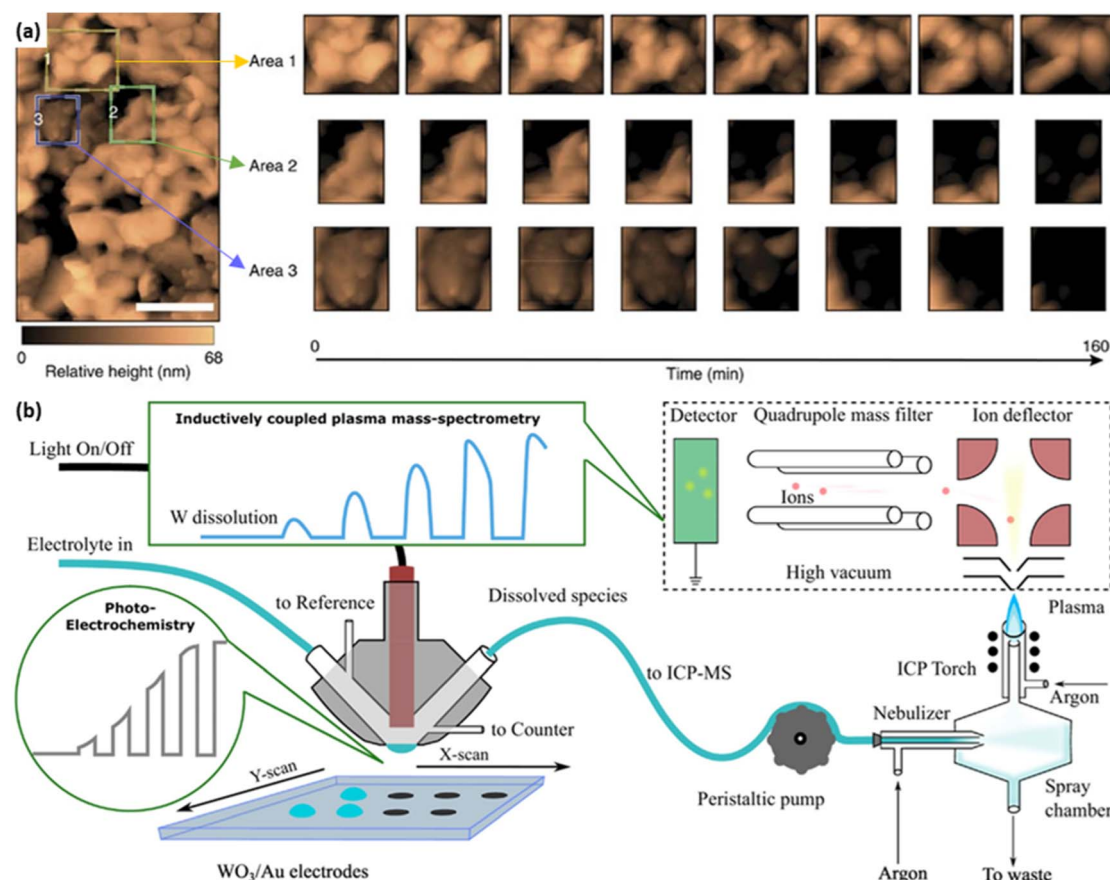 (a)
1
2
3
Area 1
Area 2
Area 3
0
68
Relative height (nm)
0
160
Time (min)
(b)
Inductively coupled plasma mass-spectrometry
W dissolution
Light On/Off
Electrolyte in
Photo-
Electrochemistry
to Reference
Dissolved species
to ICP-MS
to Counter
X-scan
Y-scan
WO₃/Au electrodes
Detector
Quadrupole mass filter
Ion deflector
Ions
High vacuum
Plasma
ICP Torch
Argon
Nebulizer
Peristaltic pump
Spray
chamber
Argon
To waste